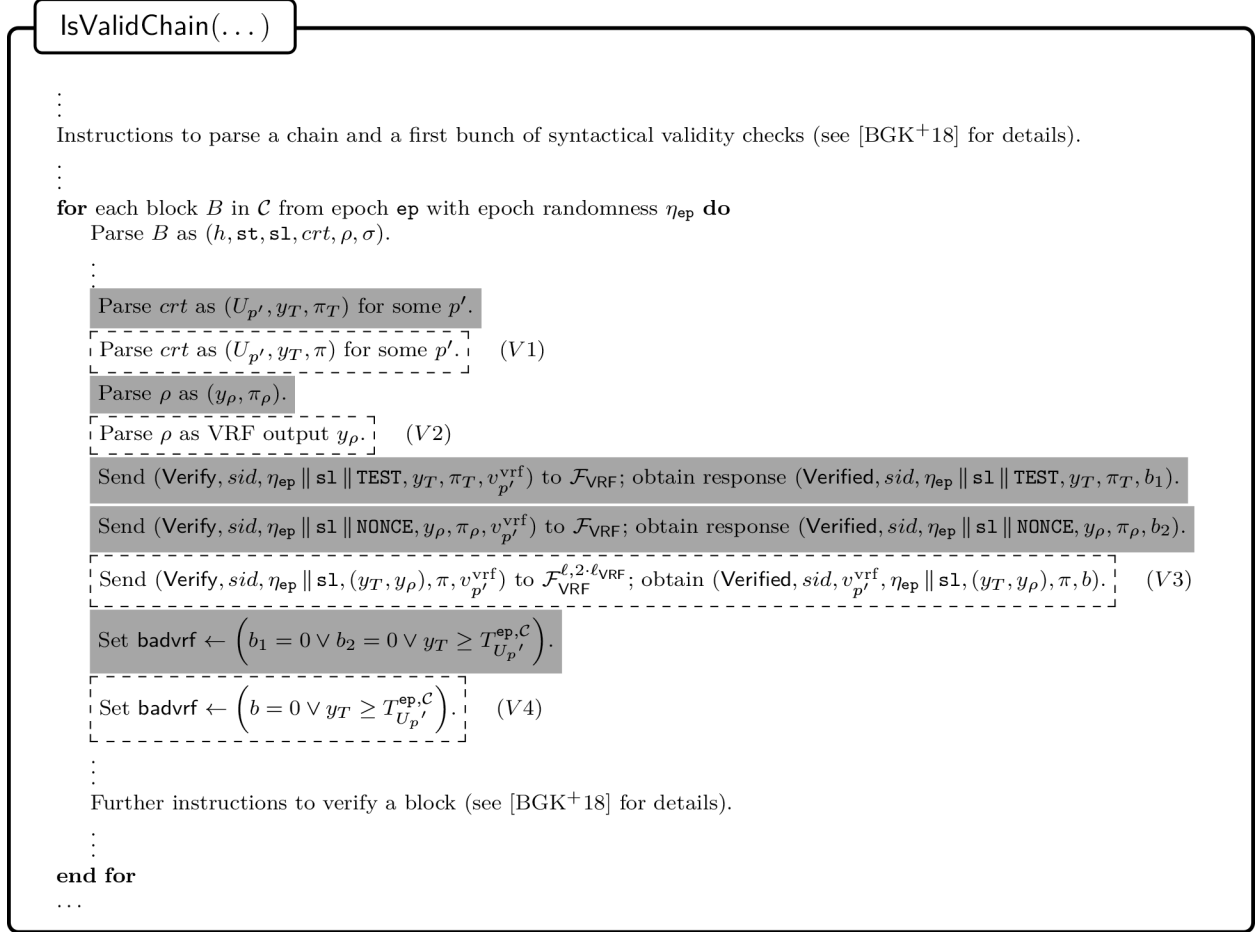 IsValidChain(. . . )
⋮
Instructions to parse a chain and a first bunch of syntactical validity checks (see [BGK⁺18] for details).
⋮
for each block B in 𝒞 from epoch ep with epoch randomness η_ep do
Parse B as (h, st, sl, crt, ρ, σ).
⋮
Parse crt as (U_{p′}, y_T, π_T) for some p′.
Parse crt as (U_{p′}, y_T, π) for some p′. (V1)
Parse ρ as (y_ρ, π_ρ).
Parse ρ as VRF output y_ρ. (V2)
Send (Verify, sid, η_ep ∥ sl ∥ TEST, y_T, π_T, v_{p′}^{vrf}) to ℱ_VRF; obtain response (Verified, sid, η_ep ∥ sl ∥ TEST, y_T, π_T, b_1).
Send (Verify, sid, η_ep ∥ sl ∥ NONCE, y_ρ, π_ρ, v_{p′}^{vrf}) to ℱ_VRF; obtain response (Verified, sid, η_ep ∥ sl ∥ NONCE, y_ρ, π_ρ, b_2).
Send (Verify, sid, η_ep ∥ sl, (y_T, y_ρ), π, v_{p′}^{vrf}) to ℱ_VRF^{ℓ,2·ℓ_VRF}; obtain (Verified, sid, v_{p′}^{vrf}, η_ep ∥ sl, (y_T, y_ρ), π, b). (V3)
Set badvrf ← (b_1 = 0 ∨ b_2 = 0 ∨ y_T ≥ T_{U_p′}^{ep,𝒞}).
Set badvrf ← (b = 0 ∨ y_T ≥ T_{U_p′}^{ep,𝒞}). (V4)
⋮
Further instructions to verify a block (see [BGK⁺18] for details).
⋮
end for
. . .